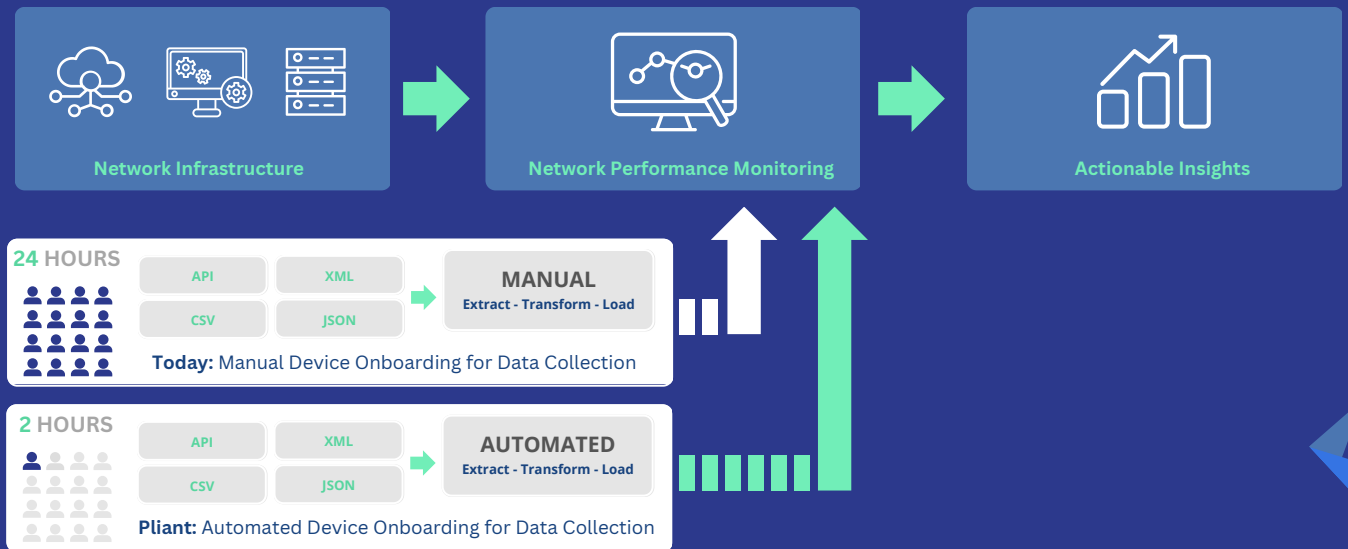 Network Infrastructure
Network Performance Monitoring
Actionable Insights
24 HOURS
API
XML
CSV
JSON
MANUAL
Extract - Transform - Load
Today: Manual Device Onboarding for Data Collection
2 HOURS
API
XML
CSV
JSON
AUTOMATED
Extract - Transform - Load
Pliant: Automated Device Onboarding for Data Collection